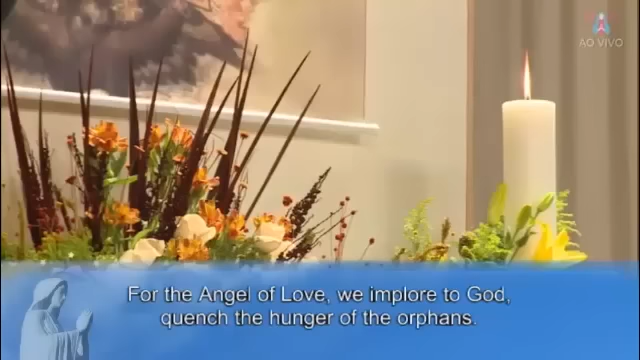 AO VIVO
For the Angel of Love, we implore to God,
quench the hunger of the orphans.